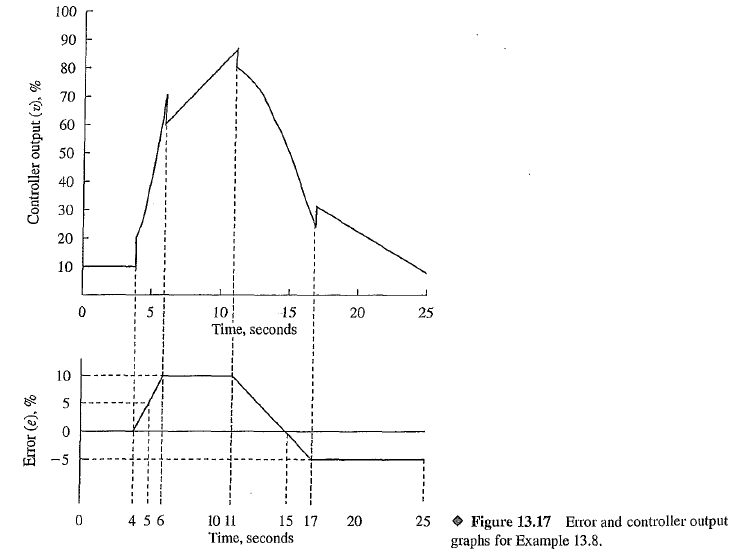 100
90
80
70
60
50
40
30
20
10
Controller output (v), %
0 5 10 15 20 25
Time, seconds
10
5
0
−5
Error (e), %
0 4 5 6 10 11 15 17 20 25
Time, seconds
◆ Figure 13.17 Error and controller output
graphs for Example 13.8.